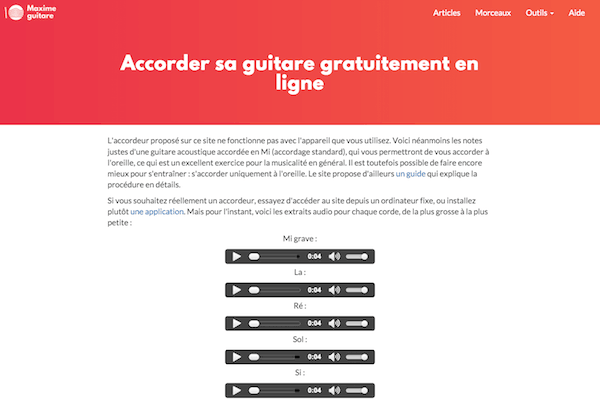 Maxime
guitare
Articles Morceaux Outils Aide
Accorder sa guitare gratuitement en
ligne
L'accordeur proposé sur ce site ne fonctionne pas avec l'appareil que vous utilisez. Voici néanmoins les notes
justes d'une guitare acoustique accordée en Mi (accordage standard), qui vous permettront de vous accorder à
l'oreille, ce qui est un excellent exercice pour la musicalité en général. Il est toutefois possible de faire encore
mieux pour s'entraîner : s'accorder uniquement à l'oreille. Le site propose d'ailleurs un guide qui explique la
procédure en détails.
Si vous souhaitez réellement un accordeur, essayez d'accéder au site depuis un ordinateur fixe, ou installez
plutôt une application. Mais pour l'instant, voici les extraits audio pour chaque corde, de la plus grosse à la plus
petite :
Mi grave :
0:04
La :
0:04
Ré :
0:04
Sol :
0:04
Si :
0:04